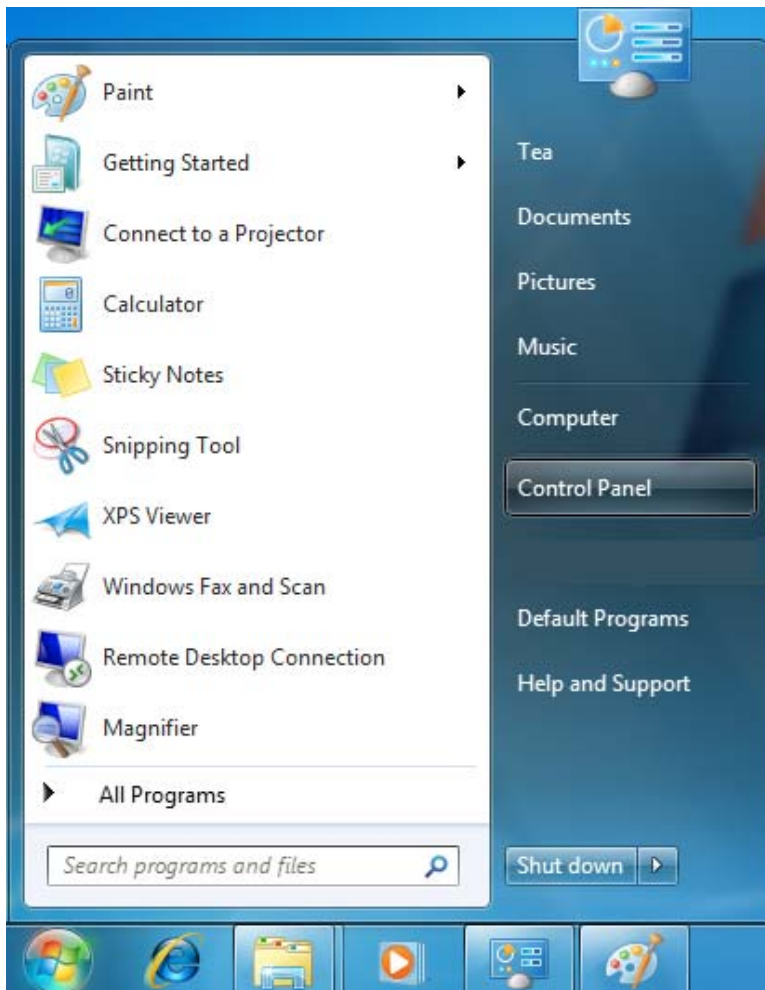 Paint
Getting Started
Connect to a Projector
Calculator
Sticky Notes
Snipping Tool
XPS Viewer
Windows Fax and Scan
Remote Desktop Connection
Magnifier
All Programs
Search programs and files
Tea
Documents
Pictures
Music
Computer
Control Panel
Default Programs
Help and Support
Shut down